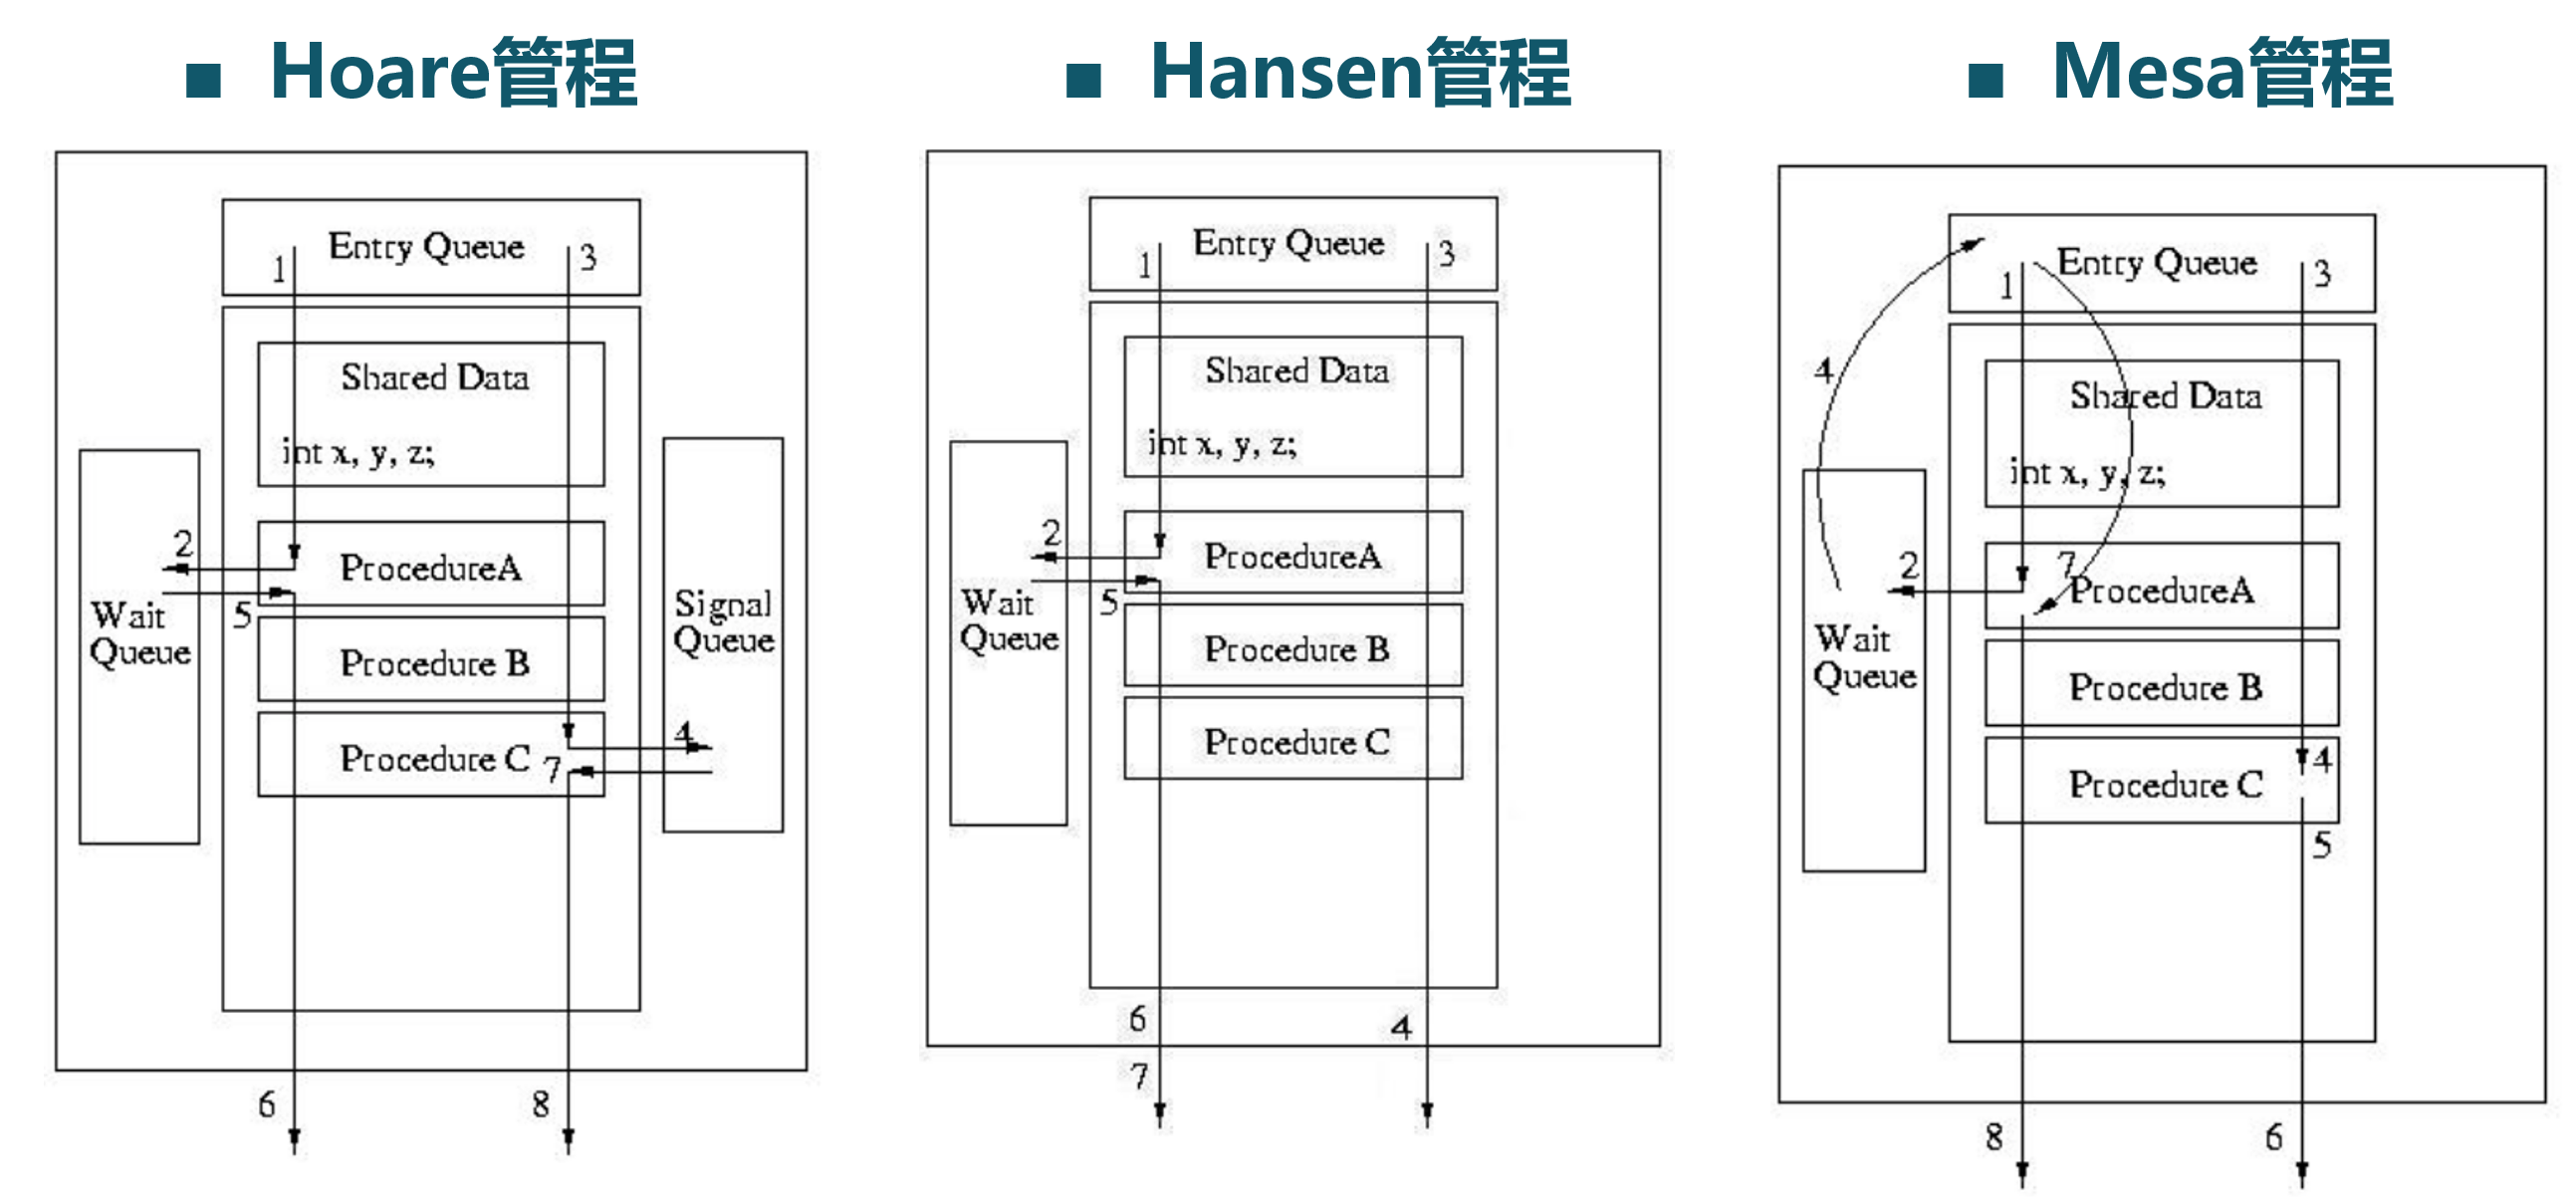 ■ Hoare管程
Entry Queue
1
3
Shared Data
int x, y, z;
2
ProcedureA
5
Wait
Queue
Procedure B
Signal
Queue
4
Procedure C
7
6
8
■ Hansen管程
Entry Queue
1
3
Shared Data
int x, y, z;
2
ProcedureA
5
Wait
Queue
Procedure B
Procedure C
6
4
7
■ Mesa管程
Entry Queue
1
3
4
Shared Data
int x, y, z;
2
7
ProcedureA
Wait
Queue
Procedure B
4
Procedure C
5
8
6